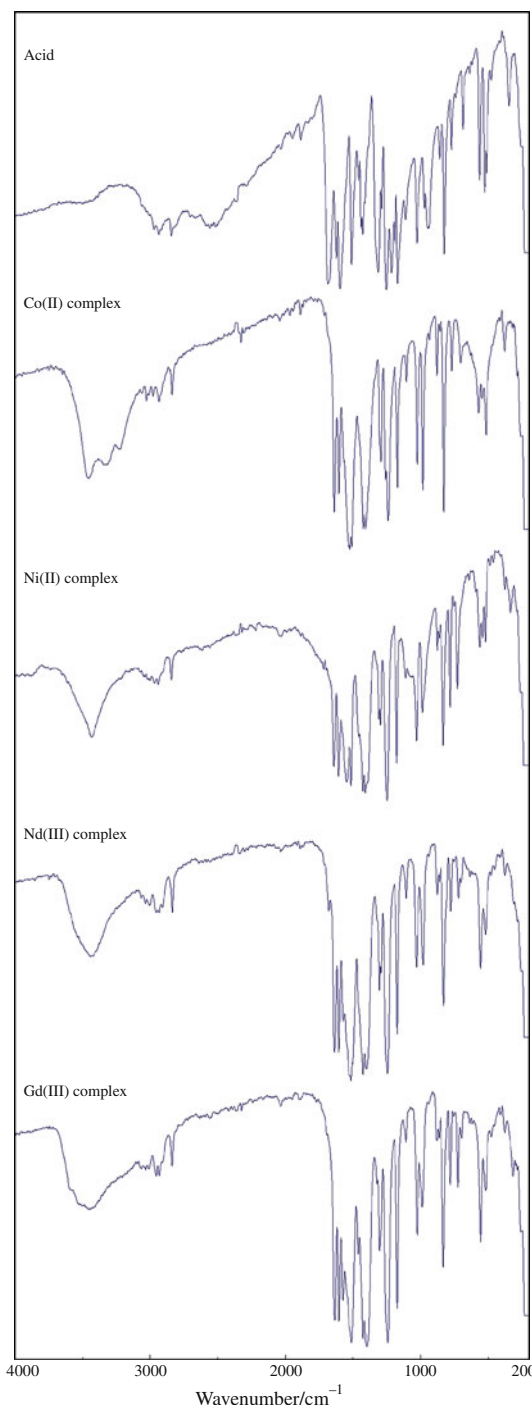 Acid
Co(II) complex
Ni(II) complex
Nd(III) complex
Gd(III) complex
4000 3000 2000 1000 200
Wavenumber/cm⁻¹